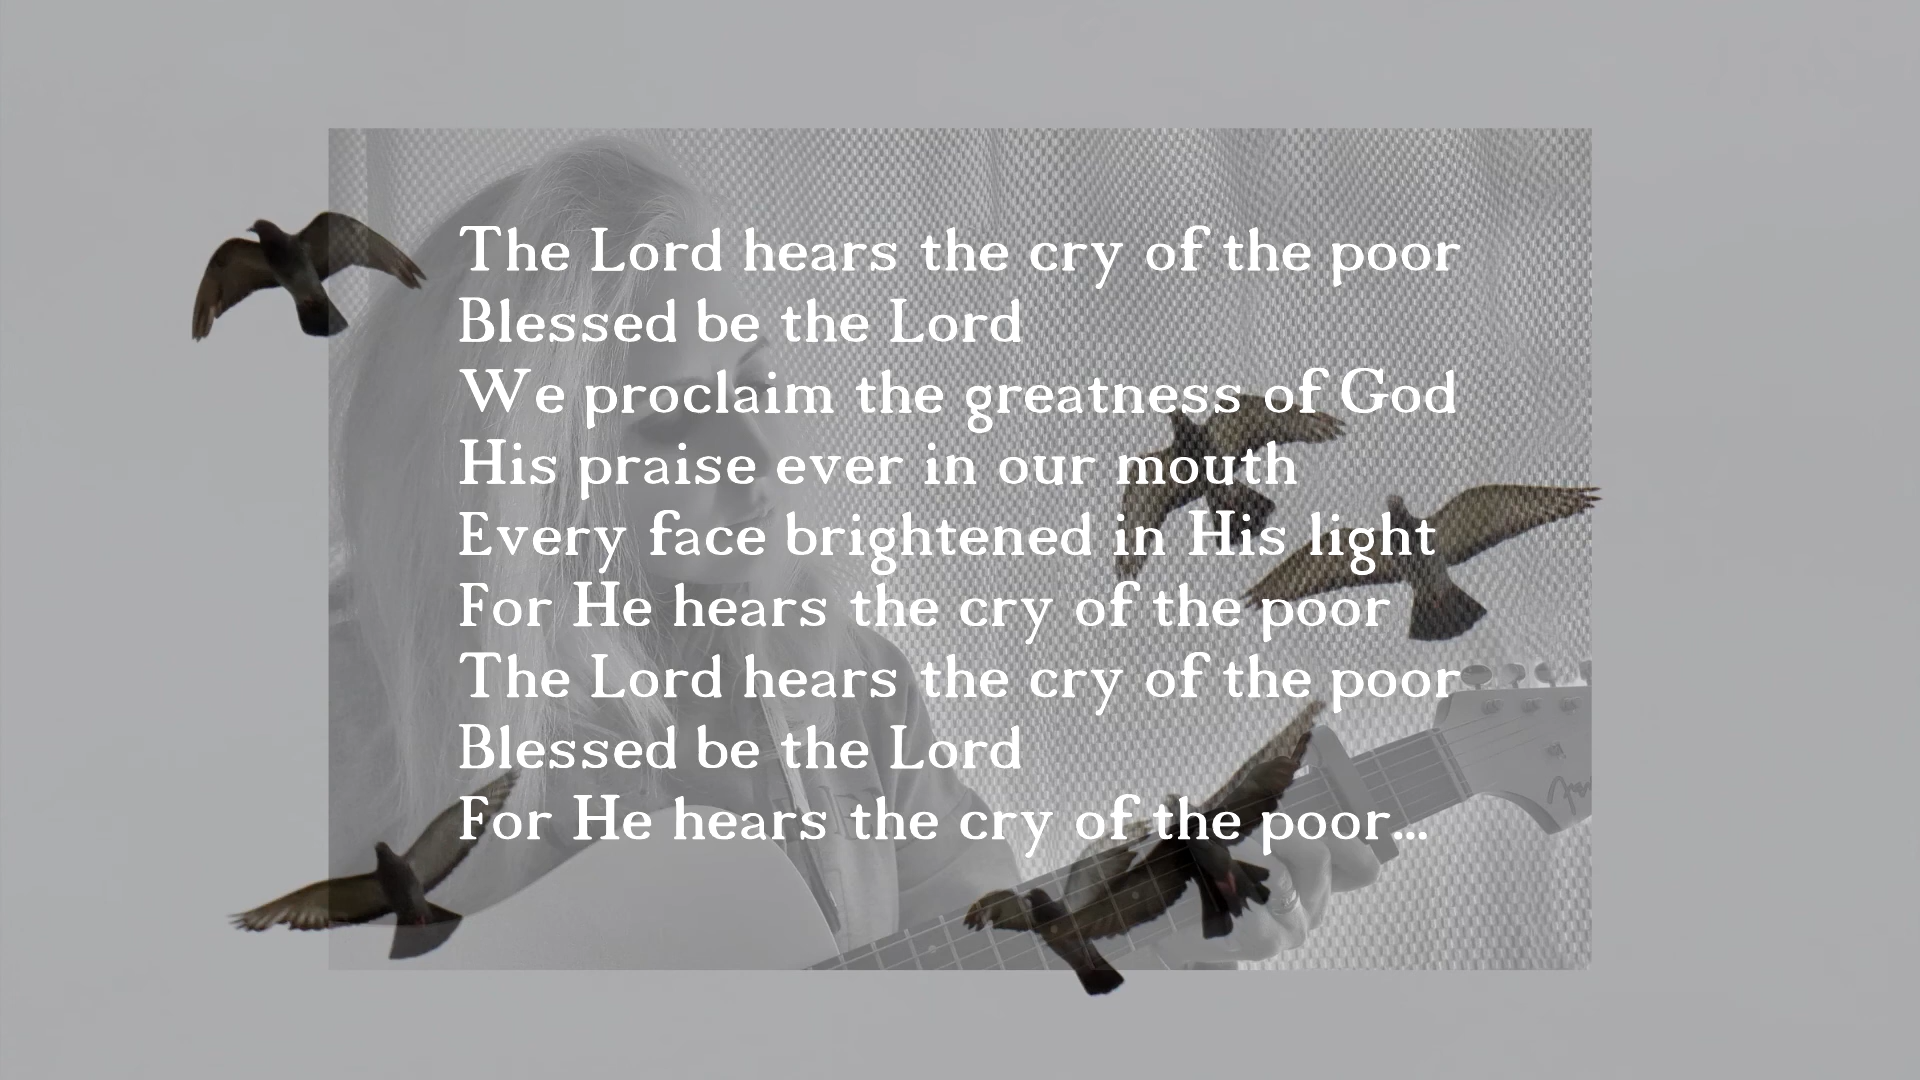 The Lord hears the cry of the poor
Blessed be the Lord
We proclaim the greatness of God
His praise ever in our mouth
Every face brightened in His light
For He hears the cry of the poor
The Lord hears the cry of the poor
Blessed be the Lord
For He hears the cry of the poor...